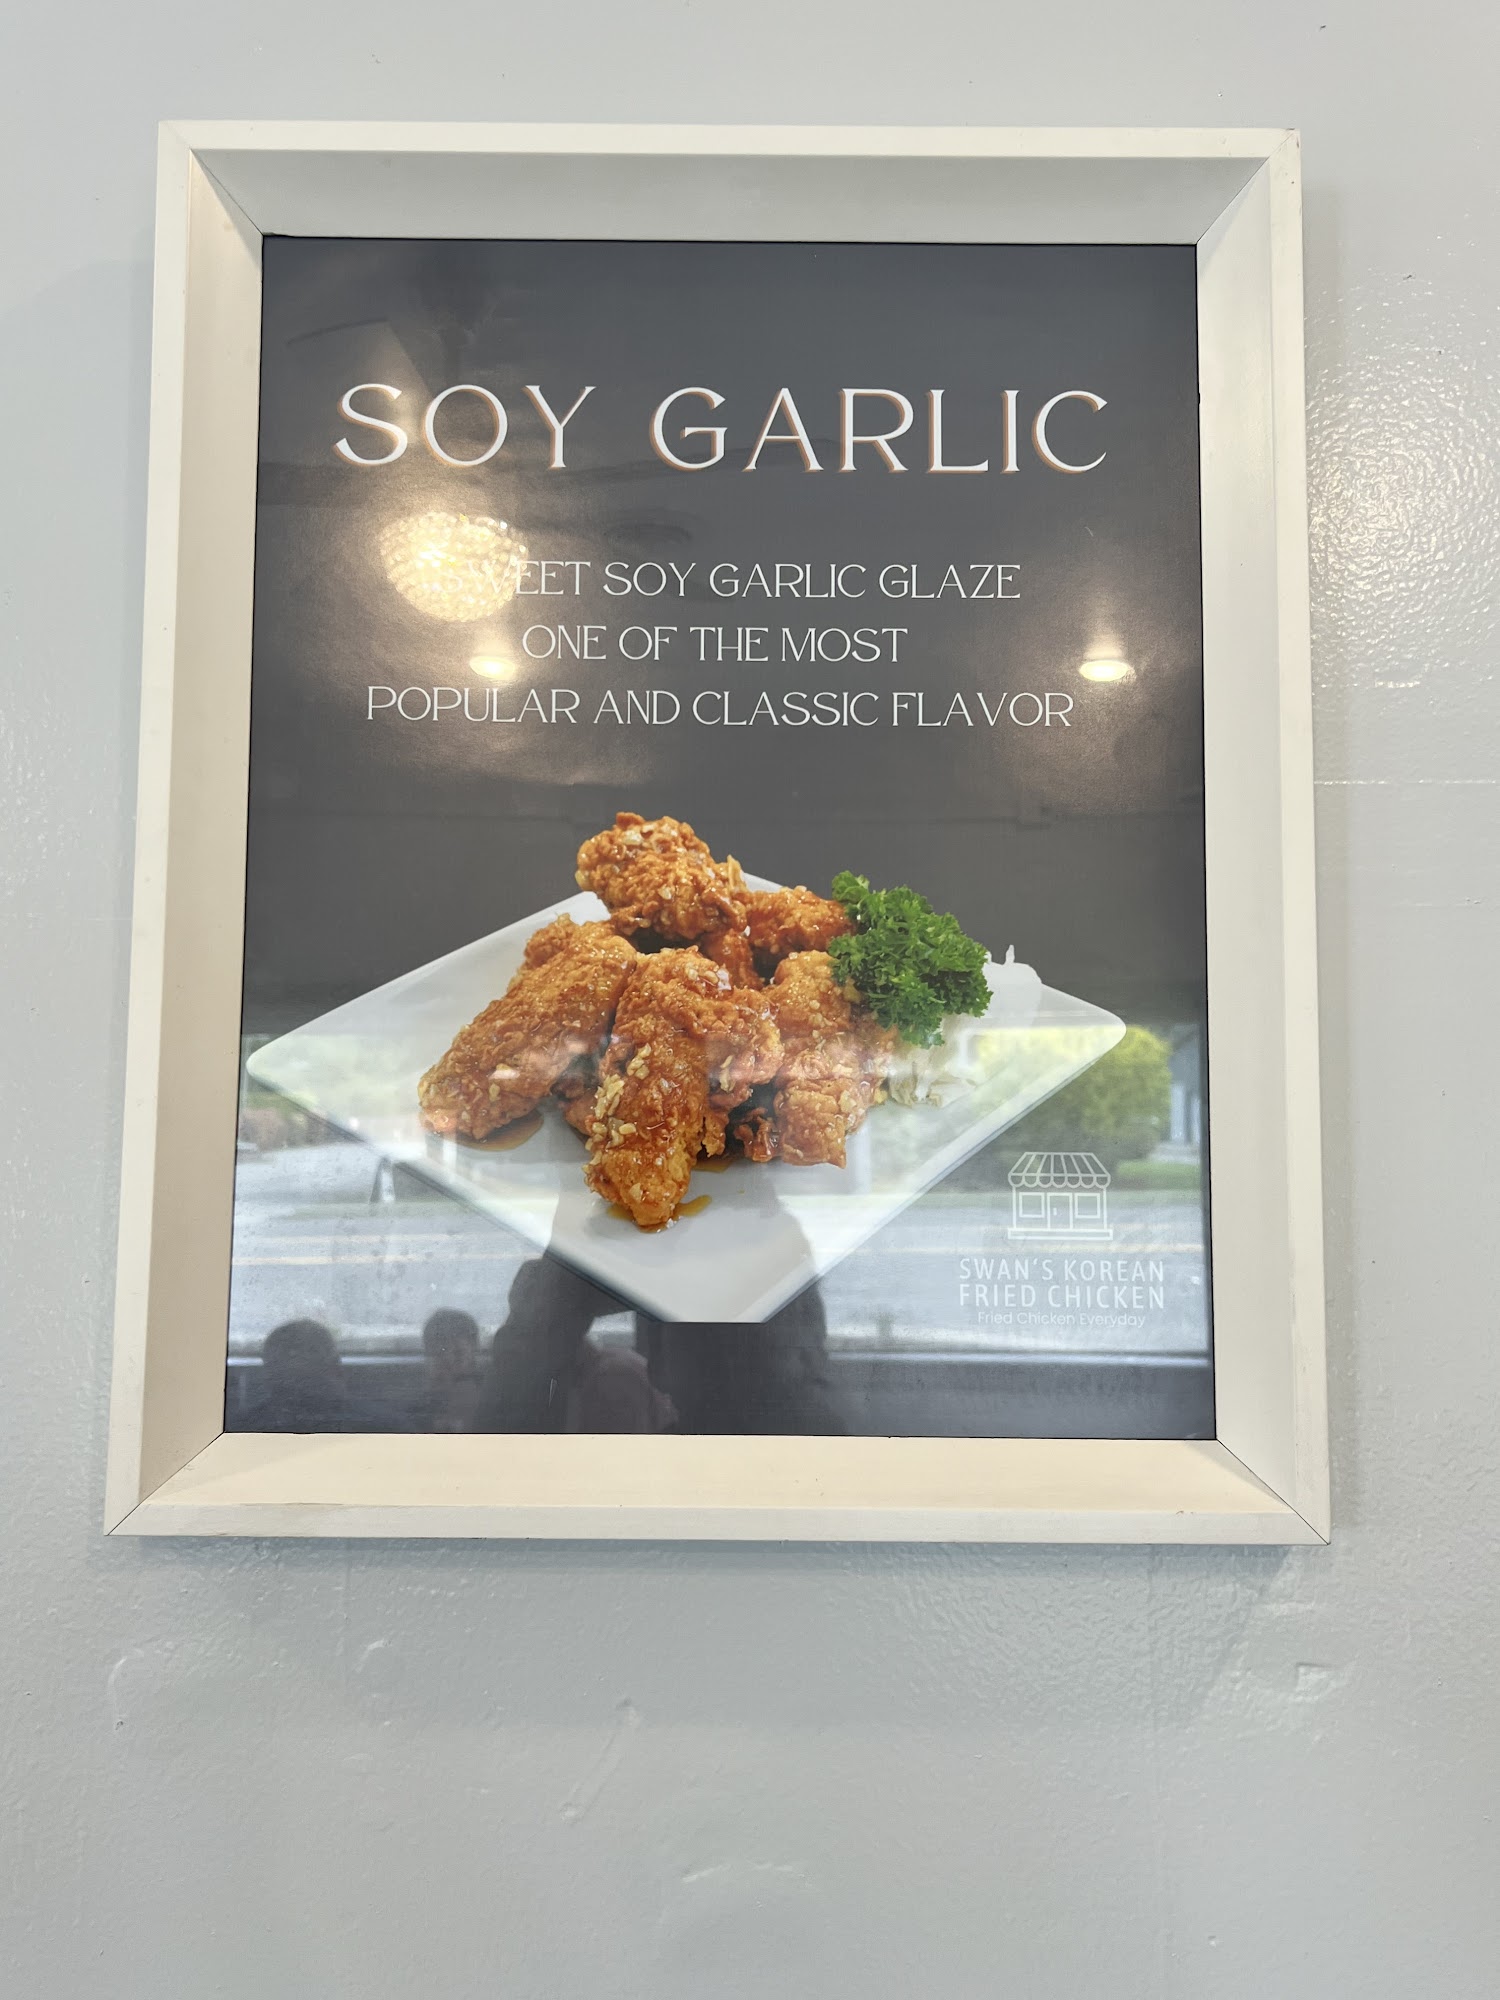 SOY GARLIC
SWEET SOY GARLIC GLAZE
ONE OF THE MOST
POPULAR AND CLASSIC FLAVOR
SWAN'S KOREAN
FRIED CHICKEN
Fried Chicken Everyday